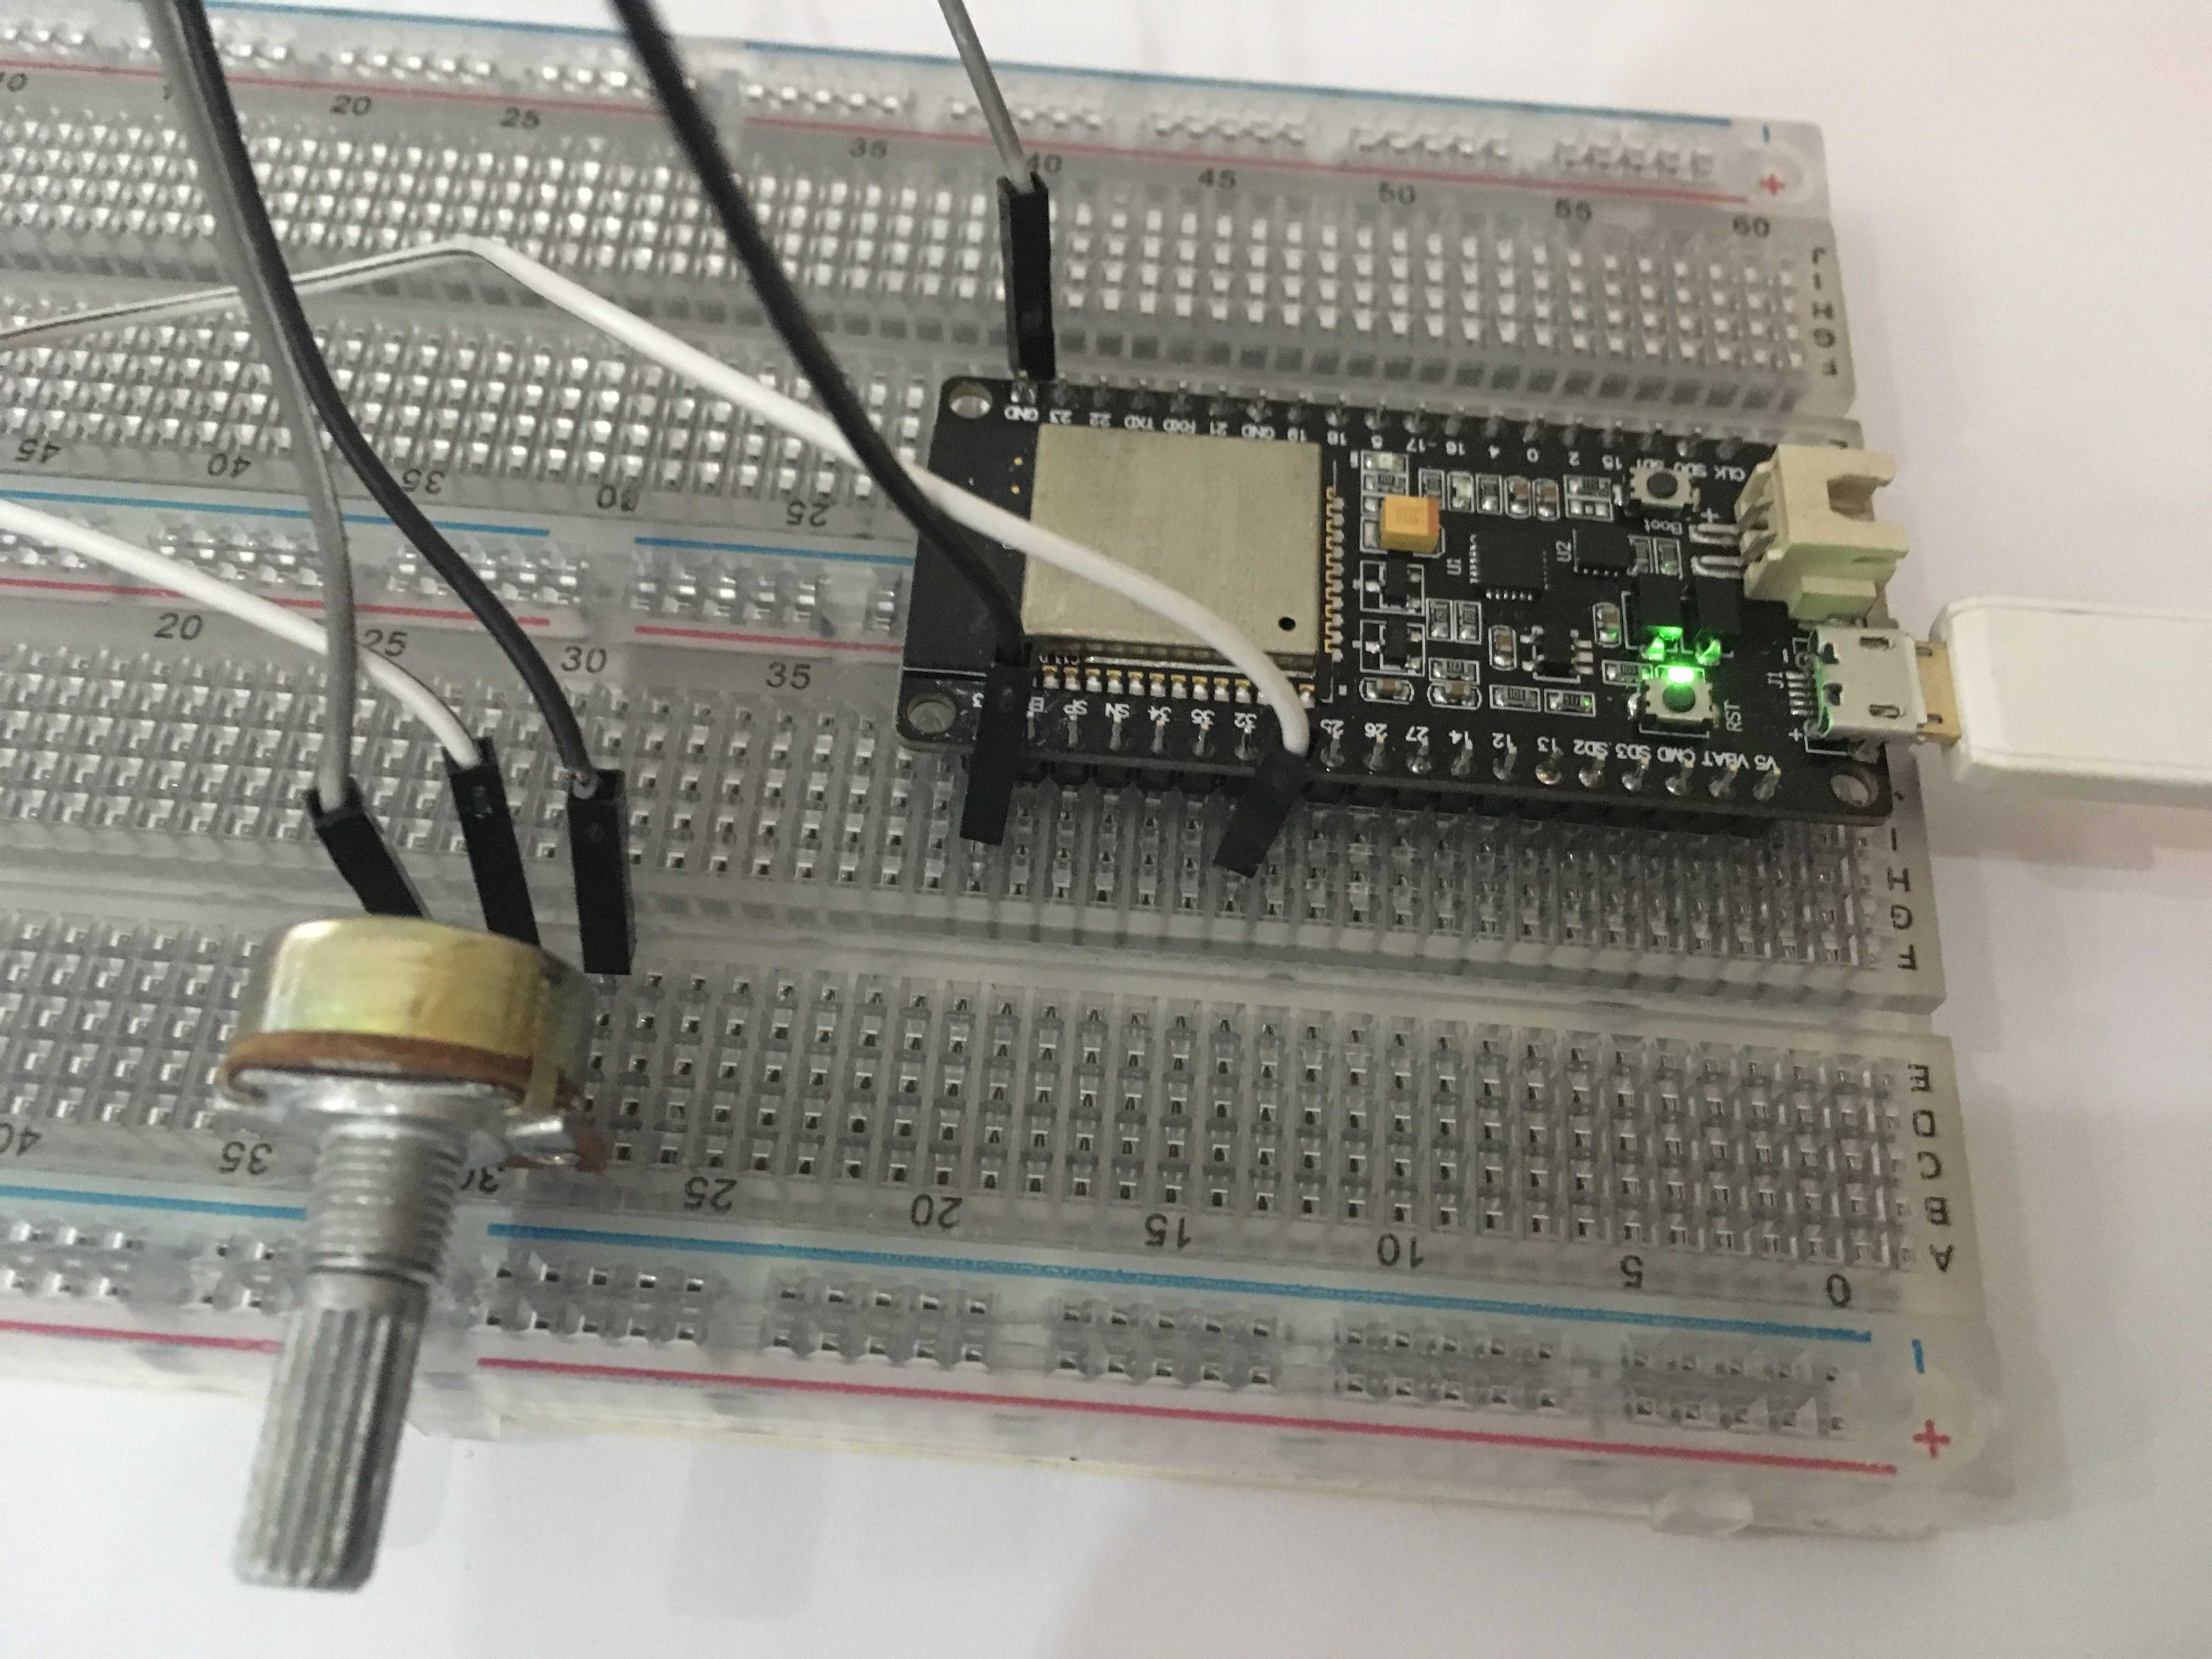 20 25 35 40 45 50 55 60
-
+
J I H G F
45 40 35 30 25
20 25 30 35
GND 23 22 TXD RXD 21 GND 19 18 5 17 16 4 0 2 15 SD1 SD0 CLK
Boot
+
U1 U2
J1
RST
SP SN 34 35 32 25 26 27 14 12 13 SD2 SD3 CMD VBAT V5
+
I H G F
E D C B A
40 35 30 25 20 15 10 5 0
-
+